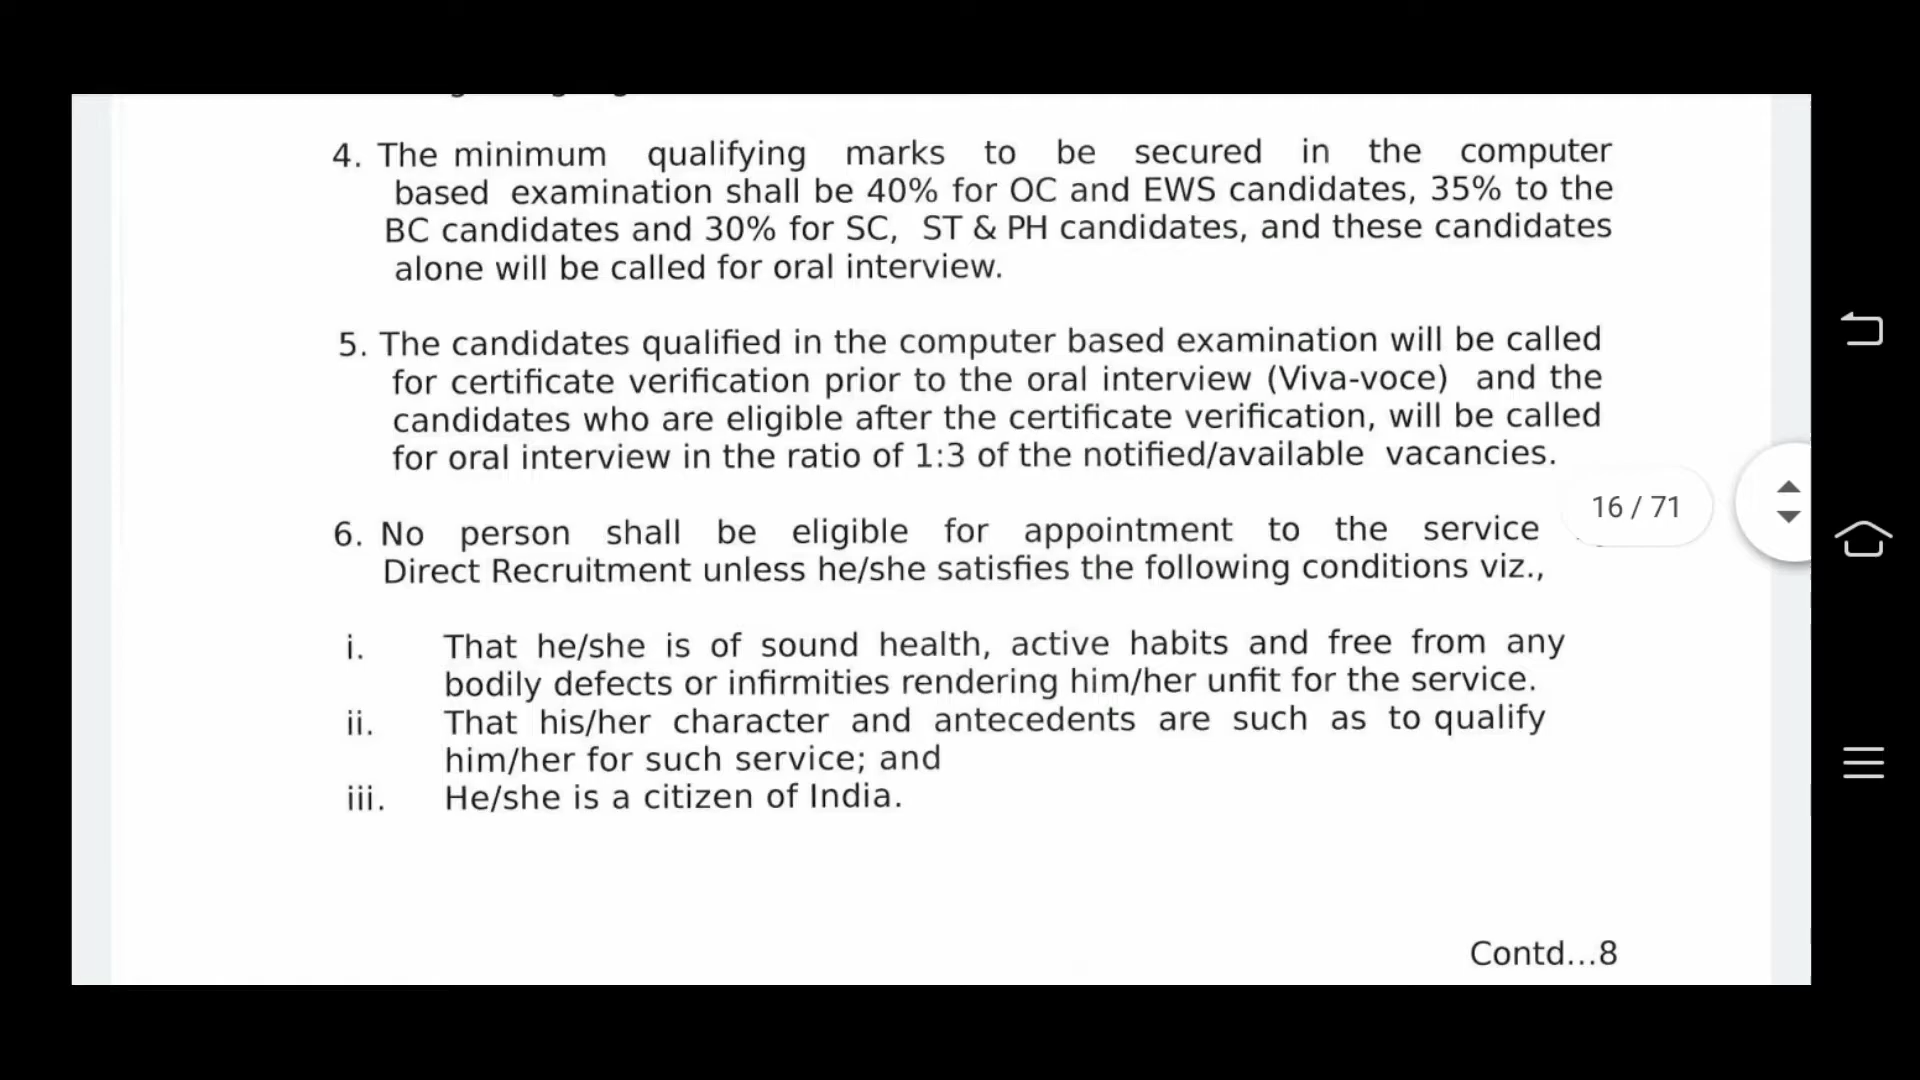 4. The minimum qualifying marks to be secured in the computer
based examination shall be 40% for OC and EWS candidates, 35% to the
BC candidates and 30% for SC, ST & PH candidates, and these candidates
alone will be called for oral interview.
5. The candidates qualified in the computer based examination will be called
for certificate verification prior to the oral interview (Viva-voce) and the
candidates who are eligible after the certificate verification, will be called
for oral interview in the ratio of 1:3 of the notified/available vacancies.
16 / 71
6. No person shall be eligible for appointment to the service
Direct Recruitment unless he/she satisfies the following conditions viz.,
i. That he/she is of sound health, active habits and free from any
bodily defects or infirmities rendering him/her unfit for the service.
ii. That his/her character and antecedents are such as to qualify
him/her for such service; and
iii. He/she is a citizen of India.
Contd...8